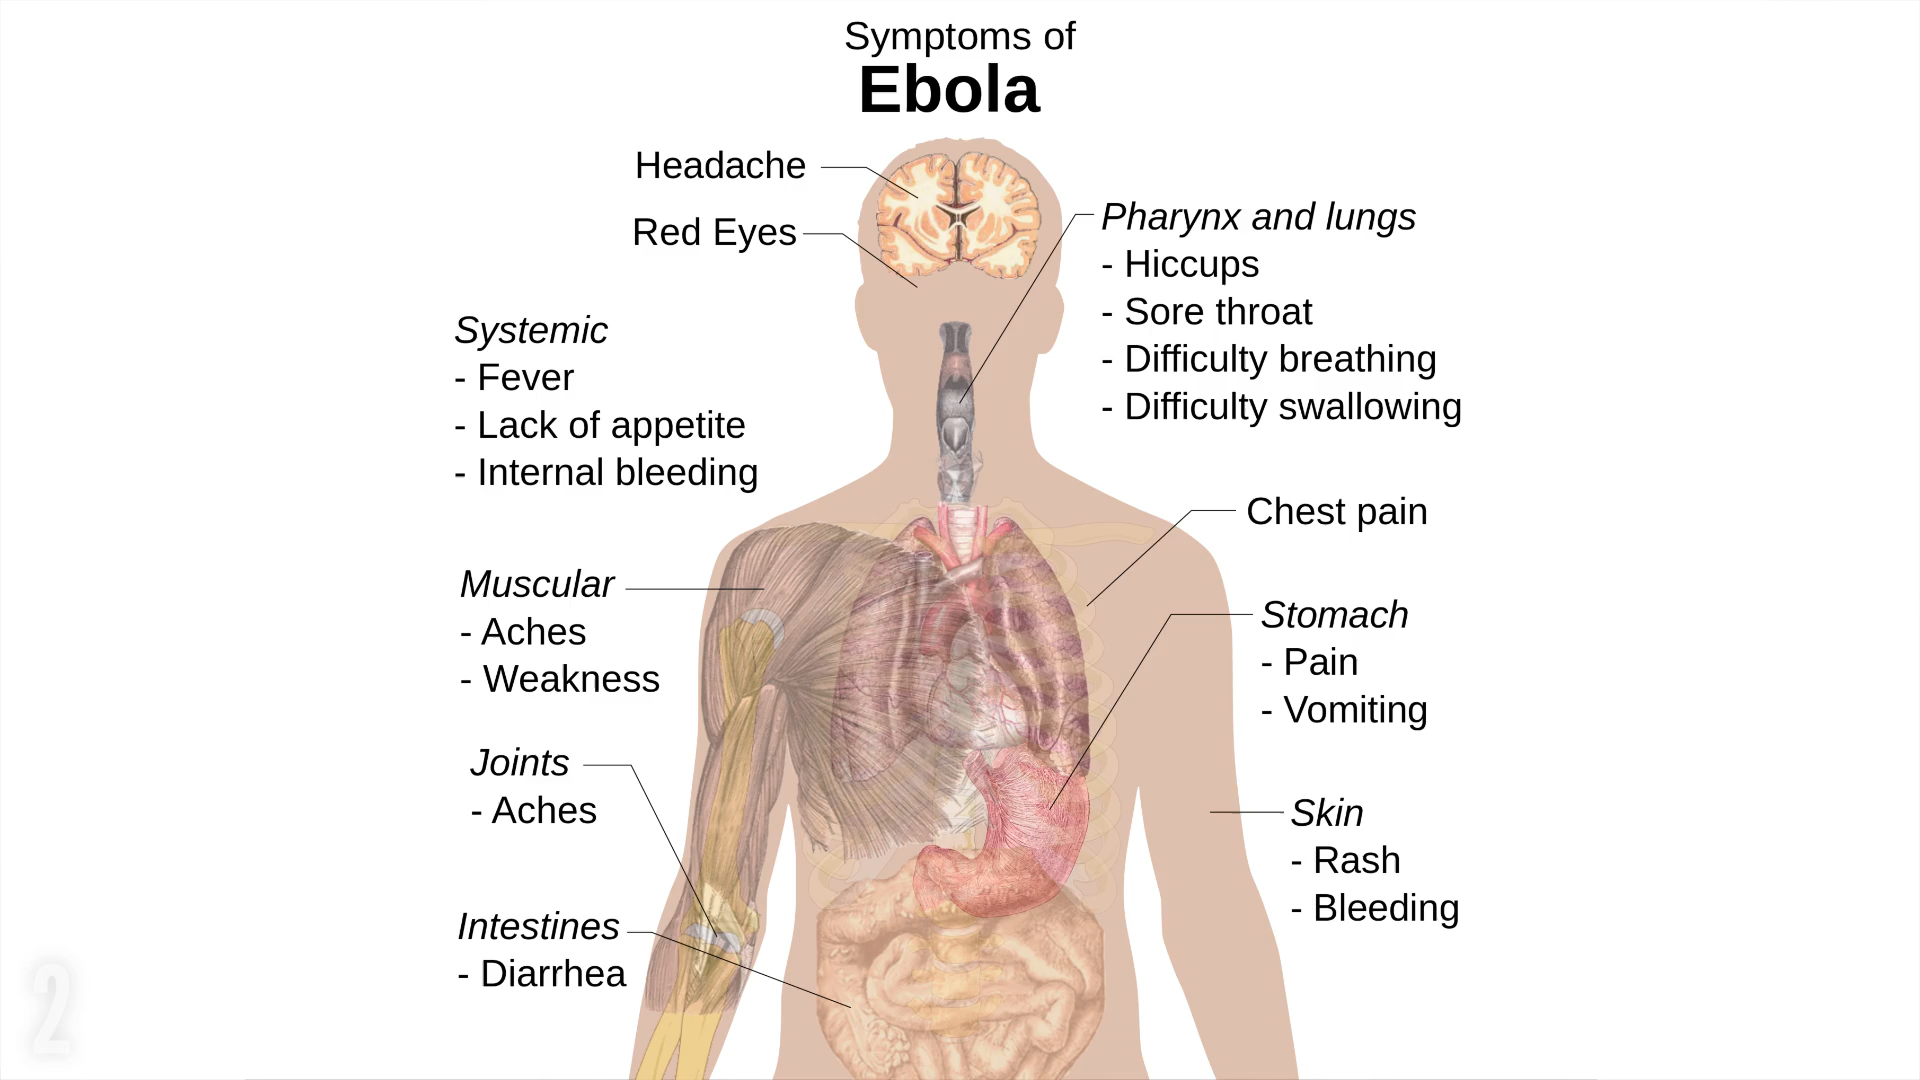 Symptoms of
Ebola
Headache
Red Eyes
Systemic
- Fever
- Lack of appetite
- Internal bleeding
Muscular
- Aches
- Weakness
Joints
- Aches
Intestines
- Diarrhea
Pharynx and lungs
- Hiccups
- Sore throat
- Difficulty breathing
- Difficulty swallowing
Chest pain
Stomach
- Pain
- Vomiting
Skin
- Rash
- Bleeding
2